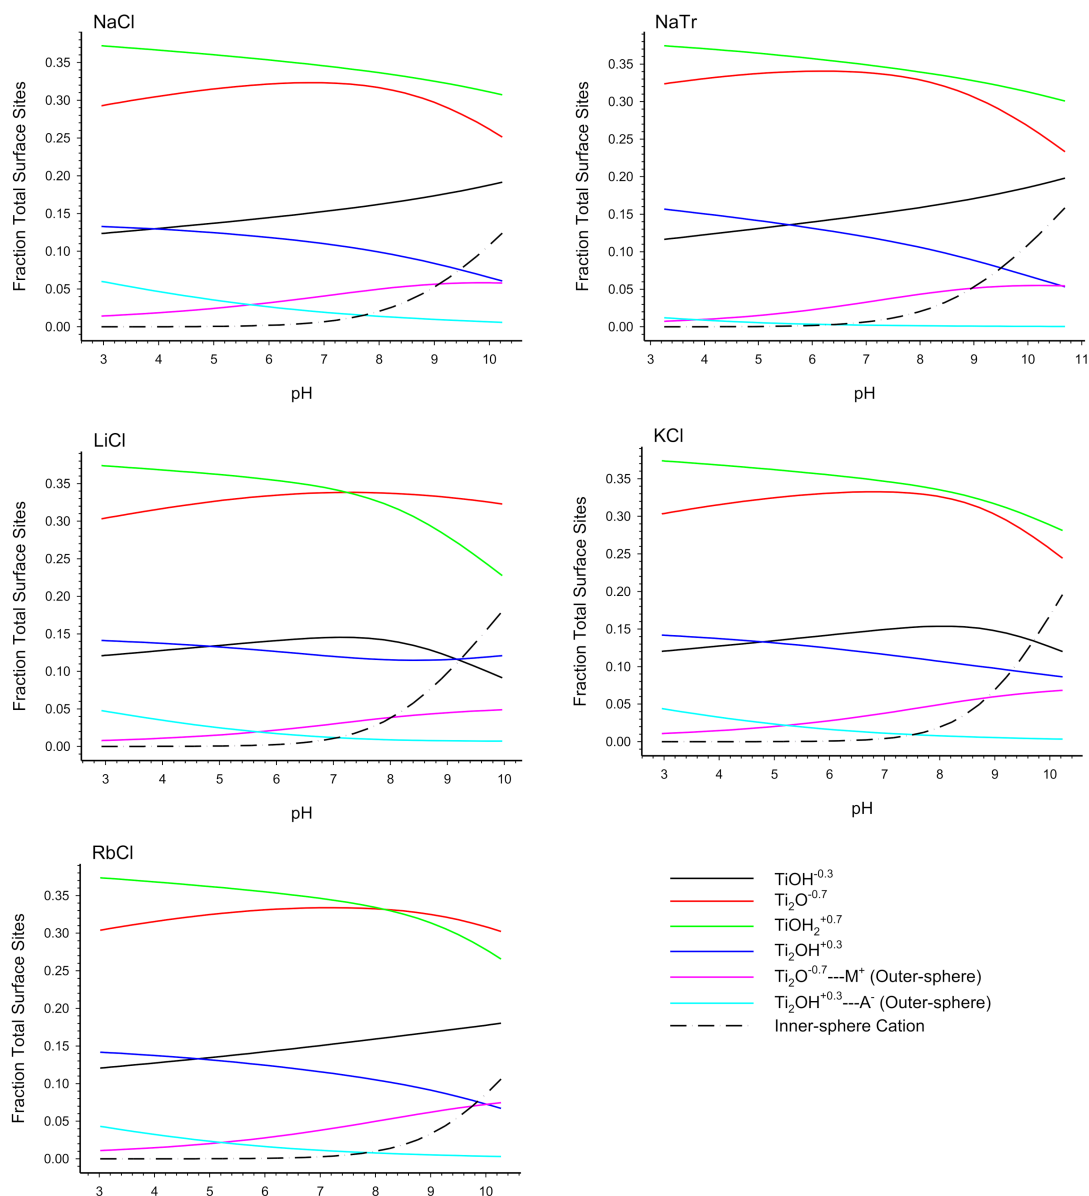 NaCl
Fraction Total Surface Sites
0.35
0.30
0.25
0.20
0.15
0.10
0.05
0.00
3 4 5 6 7 8 9 10
pH
NaTr
Fraction Total Surface Sites
0.35
0.30
0.25
0.20
0.15
0.10
0.05
0.00
3 4 5 6 7 8 9 10 11
pH
LiCl
Fraction Total Surface Sites
0.35
0.30
0.25
0.20
0.15
0.10
0.05
0.00
3 4 5 6 7 8 9 10
pH
KCl
Fraction Total Surface Sites
0.35
0.30
0.25
0.20
0.15
0.10
0.05
0.00
3 4 5 6 7 8 9 10
pH
RbCl
Fraction Total Surface Sites
0.35
0.30
0.25
0.20
0.15
0.10
0.05
0.00
3 4 5 6 7 8 9 10
TiOH⁻⁰·³
Ti₂O⁻⁰·⁷
TiOH₂⁺⁰·⁷
Ti₂OH⁺⁰·³
Ti₂O⁻⁰·⁷---M⁺ (Outer-sphere)
Ti₂OH⁺⁰·³---A⁻ (Outer-sphere)
Inner-sphere Cation